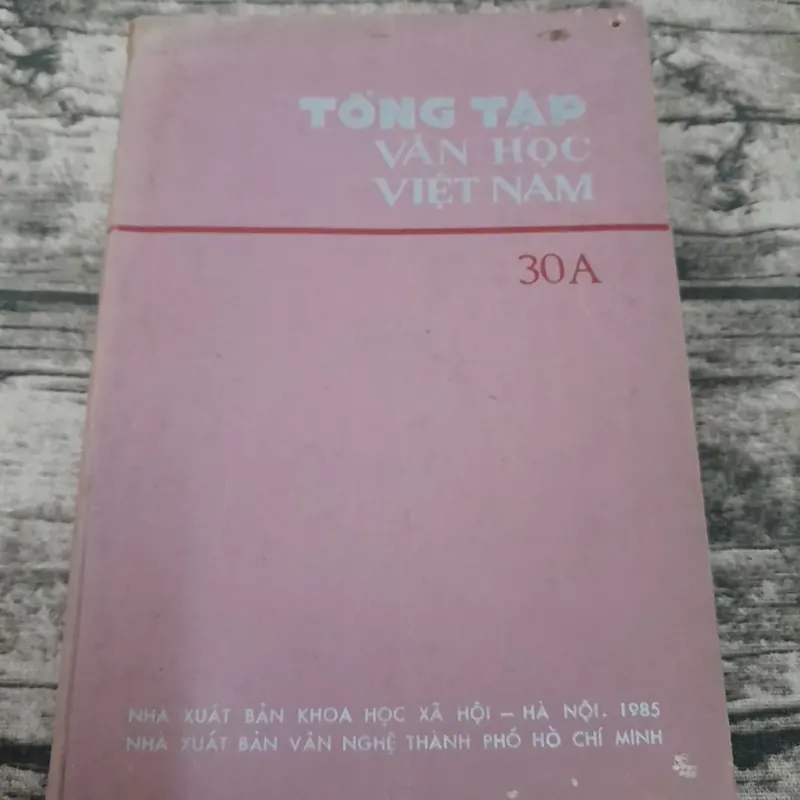 TỔNG TẬP
VĂN HỌC
VIỆT NAM
30A
NHÀ XUẤT BẢN KHOA HỌC XÃ HỘI – HÀ NỘI. 1985
NHÀ XUẤT BẢN VĂN NGHỆ THÀNH PHỐ HỒ CHÍ MINH